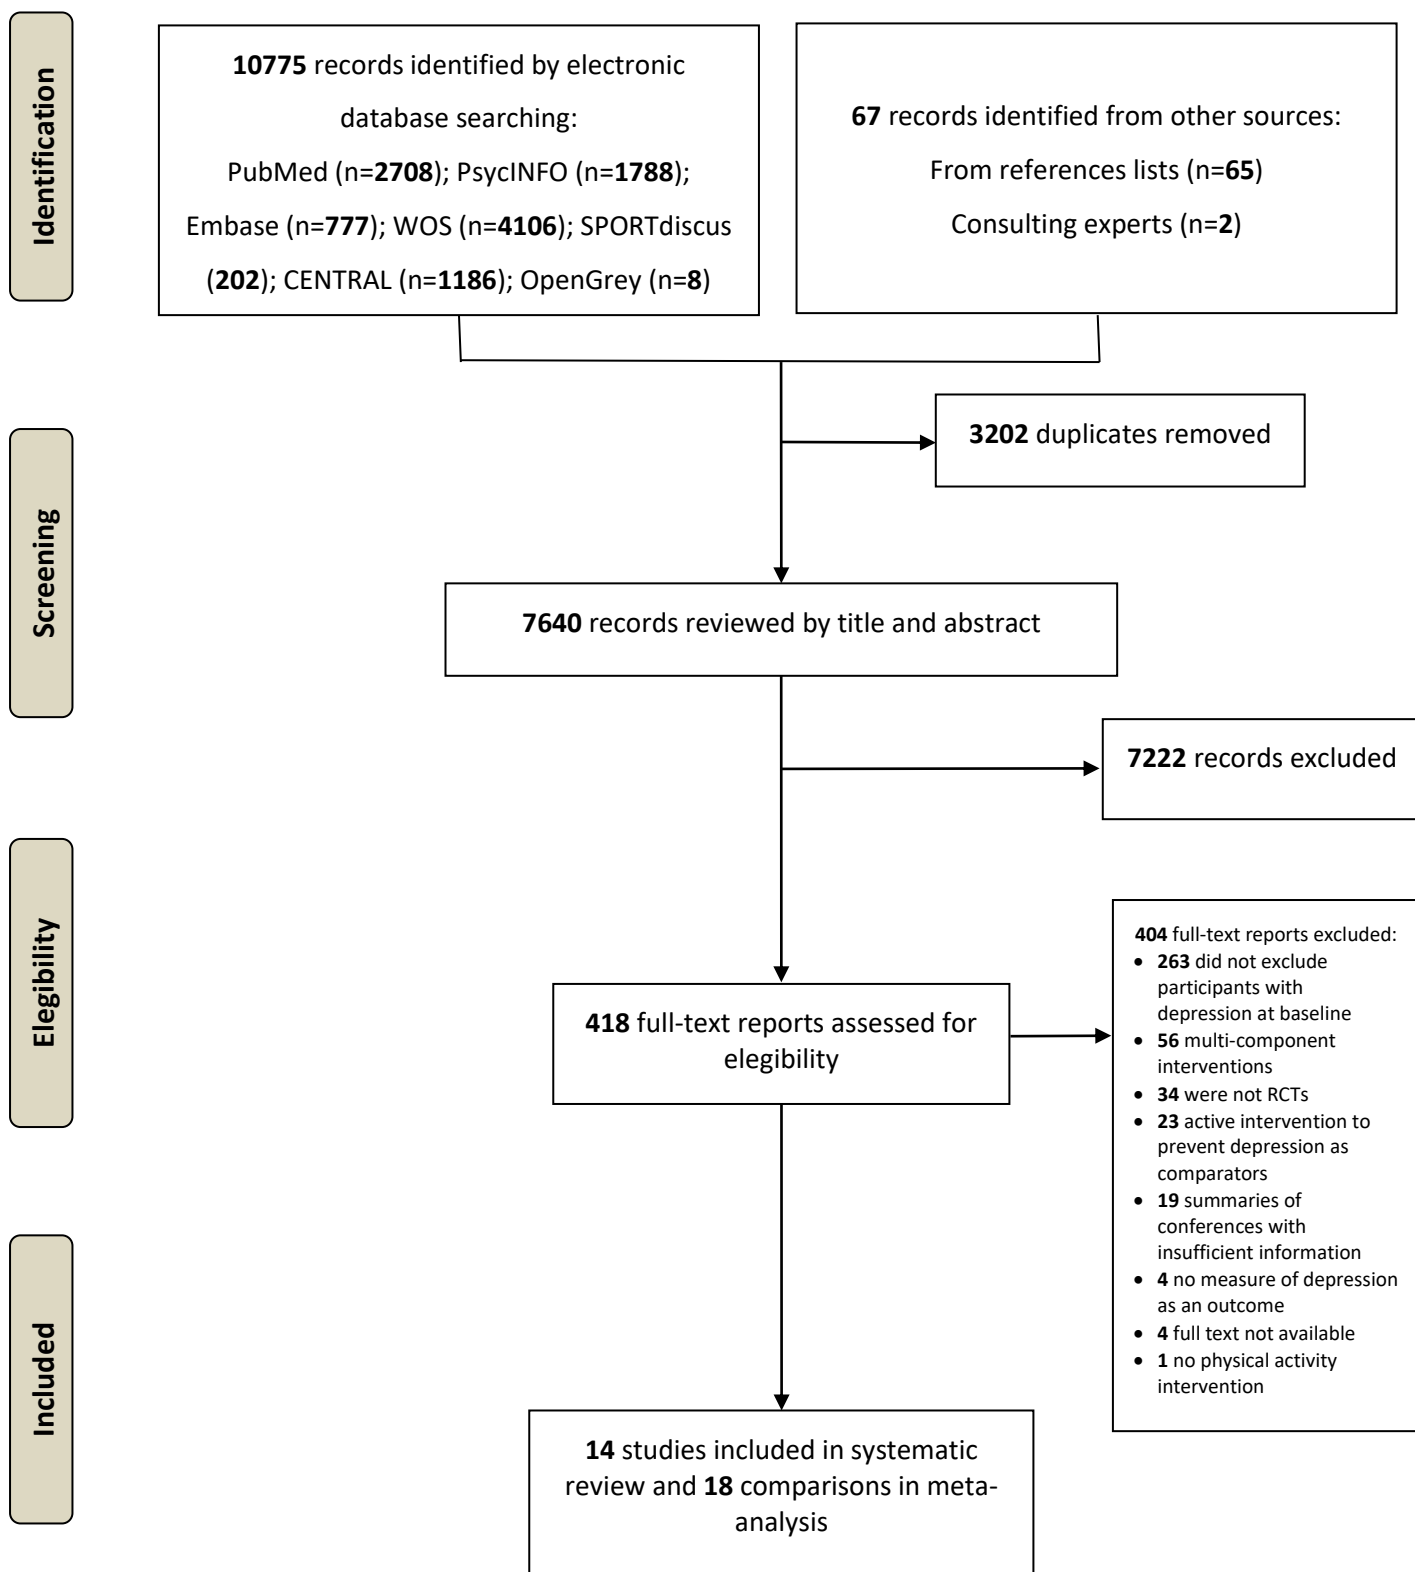 Identification
10775 records identified by electronic
database searching:
PubMed (n=2708); PsycINFO (n=1788);
Embase (n=777); WOS (n=4106); SPORTdiscus
(202); CENTRAL (n=1186); OpenGrey (n=8)
67 records identified from other sources:
From references lists (n=65)
Consulting experts (n=2)
3202 duplicates removed
Screening
7640 records reviewed by title and abstract
7222 records excluded
Elegibility
418 full-text reports assessed for
elegibility
404 full-text reports excluded:
• 263 did not exclude
participants with
depression at baseline
• 56 multi-component
interventions
• 34 were not RCTs
• 23 active intervention to
prevent depression as
comparators
• 19 summaries of
conferences with
insufficient information
• 4 no measure of depression
as an outcome
• 4 full text not available
• 1 no physical activity
intervention
Included
14 studies included in systematic
review and 18 comparisons in meta-
analysis